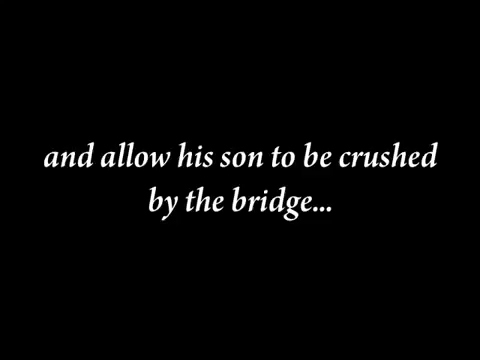 and allow his son to be crushed
by the bridge...